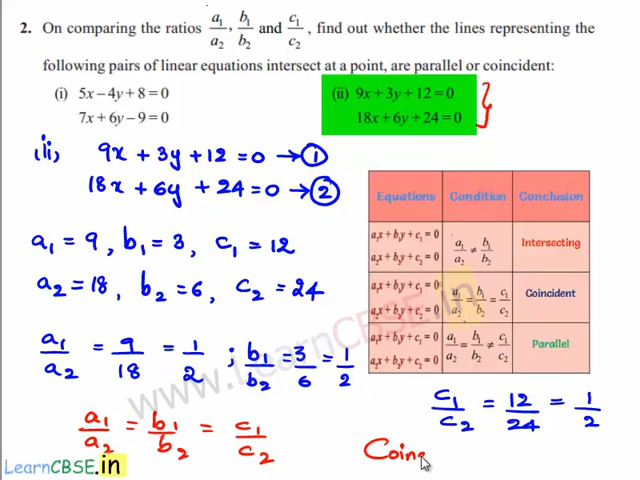 2. On comparing the ratios a₁/a₂, b₁/b₂ and c₁/c₂, find out whether the lines representing the
following pairs of linear equations intersect at a point, are parallel or coincident:
(i) 5x – 4y + 8 = 0
7x + 6y – 9 = 0
(ii) 9x + 3y + 12 = 0
18x + 6y + 24 = 0
(ii) 9x + 3y + 12 = 0 → ①
18x + 6y + 24 = 0 → ②
a₁ = 9, b₁ = 3, c₁ = 12
a₂ = 18, b₂ = 6, c₂ = 24
a₁/a₂ = 9/18 = 1/2 ; b₁/b₂ = 3/6 = 1/2
c₁/c₂ = 12/24 = 1/2
a₁/a₂ = b₁/b₂ = c₁/c₂
Coin
Equations Condition Conclusion
a₁x + b₁y + c₁ = 0
a₂x + b₂y + c₂ = 0
a₁/a₂ ≠ b₁/b₂
Intersecting
a₁x + b₁y + c₁ = 0
a₂x + b₂y + c₂ = 0
a₁/a₂ = b₁/b₂ = c₁/c₂
Coincident
a₁x + b₁y + c₁ = 0
a₂x + b₂y + c₂ = 0
a₁/a₂ = b₁/b₂ ≠ c₁/c₂
Parallel
www.LearnCBSE.in
LearnCBSE.in